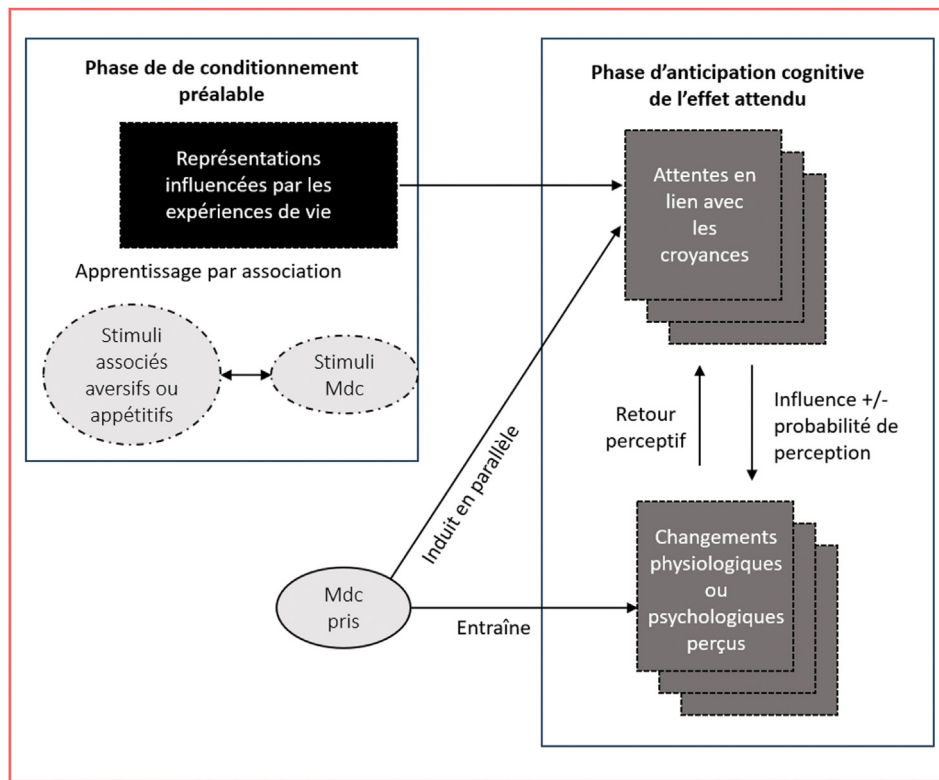 Phase de de conditionnement
préalable
Représentations
influencées par les
expériences de vie
Apprentissage par association
Stimuli
associés
aversifs ou
appétitifs
Stimuli
Mdc
Phase d'anticipation cognitive
de l'effet attendu
Attentes en
lien avec
les
croyances
Retour
perceptif
Influence +/-
probabilité de
perception
Induit en parallèle
Mdc
pris
Entraîne
Changements
physiologiques
ou
psychologiques
perçus